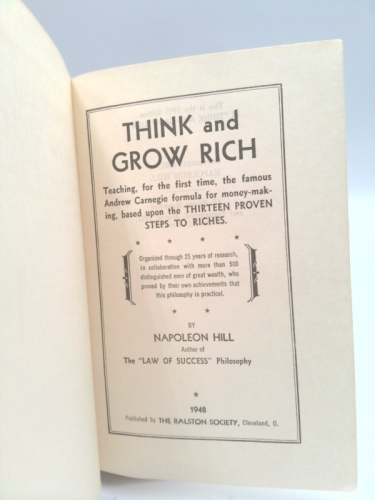 THINK and
GROW RICH
Teaching, for the first time, the famous
Andrew Carnegie formula for money-mak-
ing, based upon the THIRTEEN PROVEN
STEPS TO RICHES.
Organized through 25 years of research,
in collaboration with more than 500
distinguished men of great wealth, who
proved by their own achievements that
this philosophy is practical.
BY
NAPOLEON HILL
Author of
The "LAW OF SUCCESS" Philosophy
1948
Published by THE RALSTON SOCIETY, Cleveland, O.